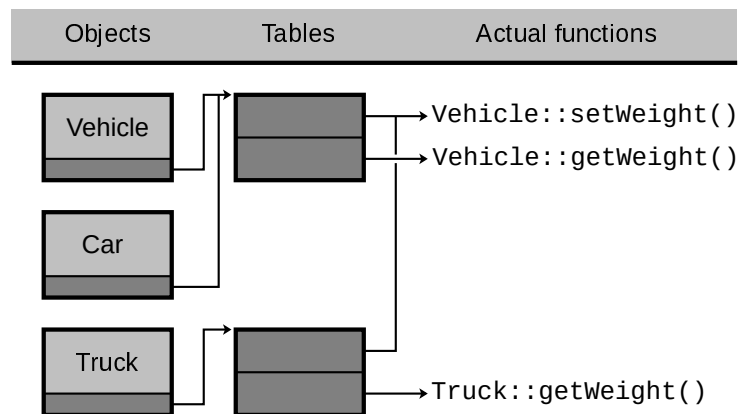 Objects Tables Actual functions
Vehicle
Vehicle::setWeight()
Vehicle::getWeight()
Car
Truck
Truck::getWeight()